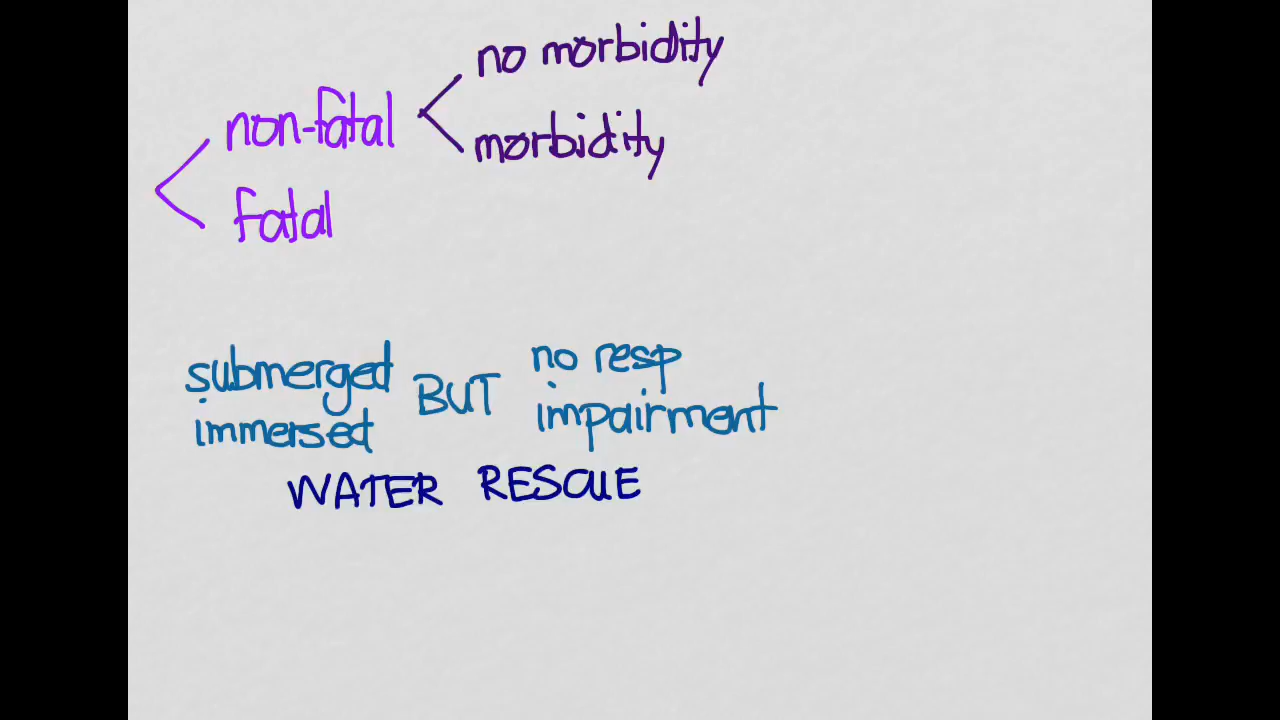 no morbidity
non-fatal
morbidity
fatal
submerged BUT no resp
immersed impairment
WATER RESCUE